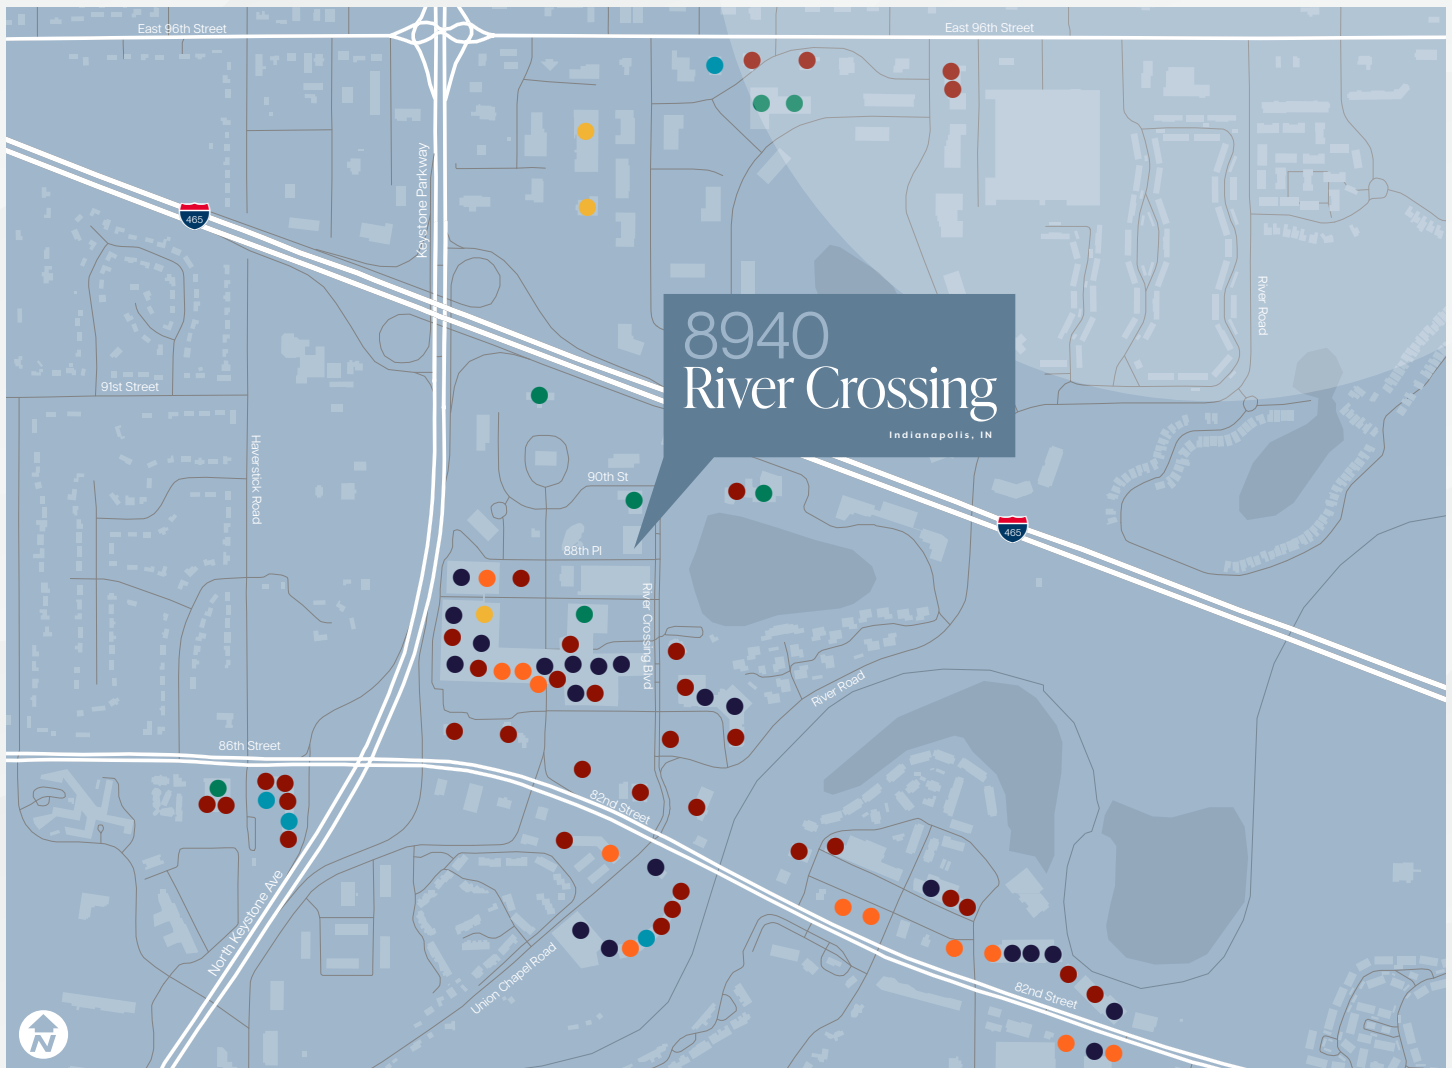 East 96th Street
East 96th Street
Keystone Parkway
465
River Road
8940
River Crossing
Indianapolis, IN
91st Street
Haverstick Road
90th St
465
88th Pl
River Crossing Blvd
River Road
86th Street
82nd Street
North Keystone Ave
Union Chapel Road
82nd Street
N